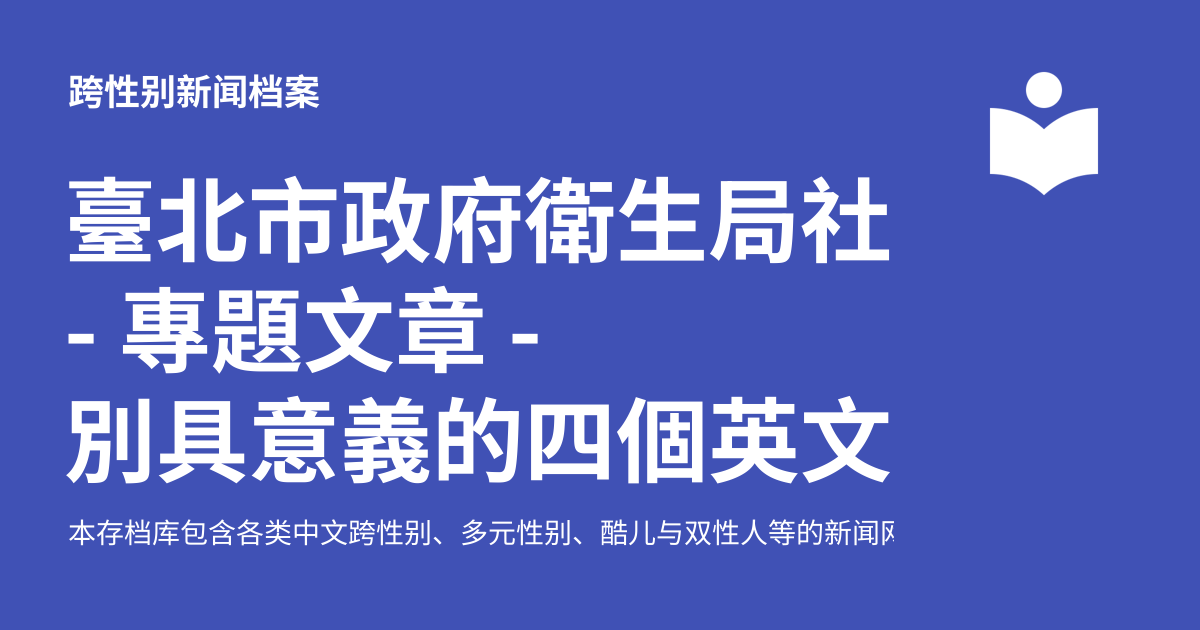 跨性别新闻档案
臺北市政府衛生局社
- 專題文章 -
別具意義的四個英文
本存档库包含各类中文跨性别、多元性别、酷儿与双性人等的新闻网